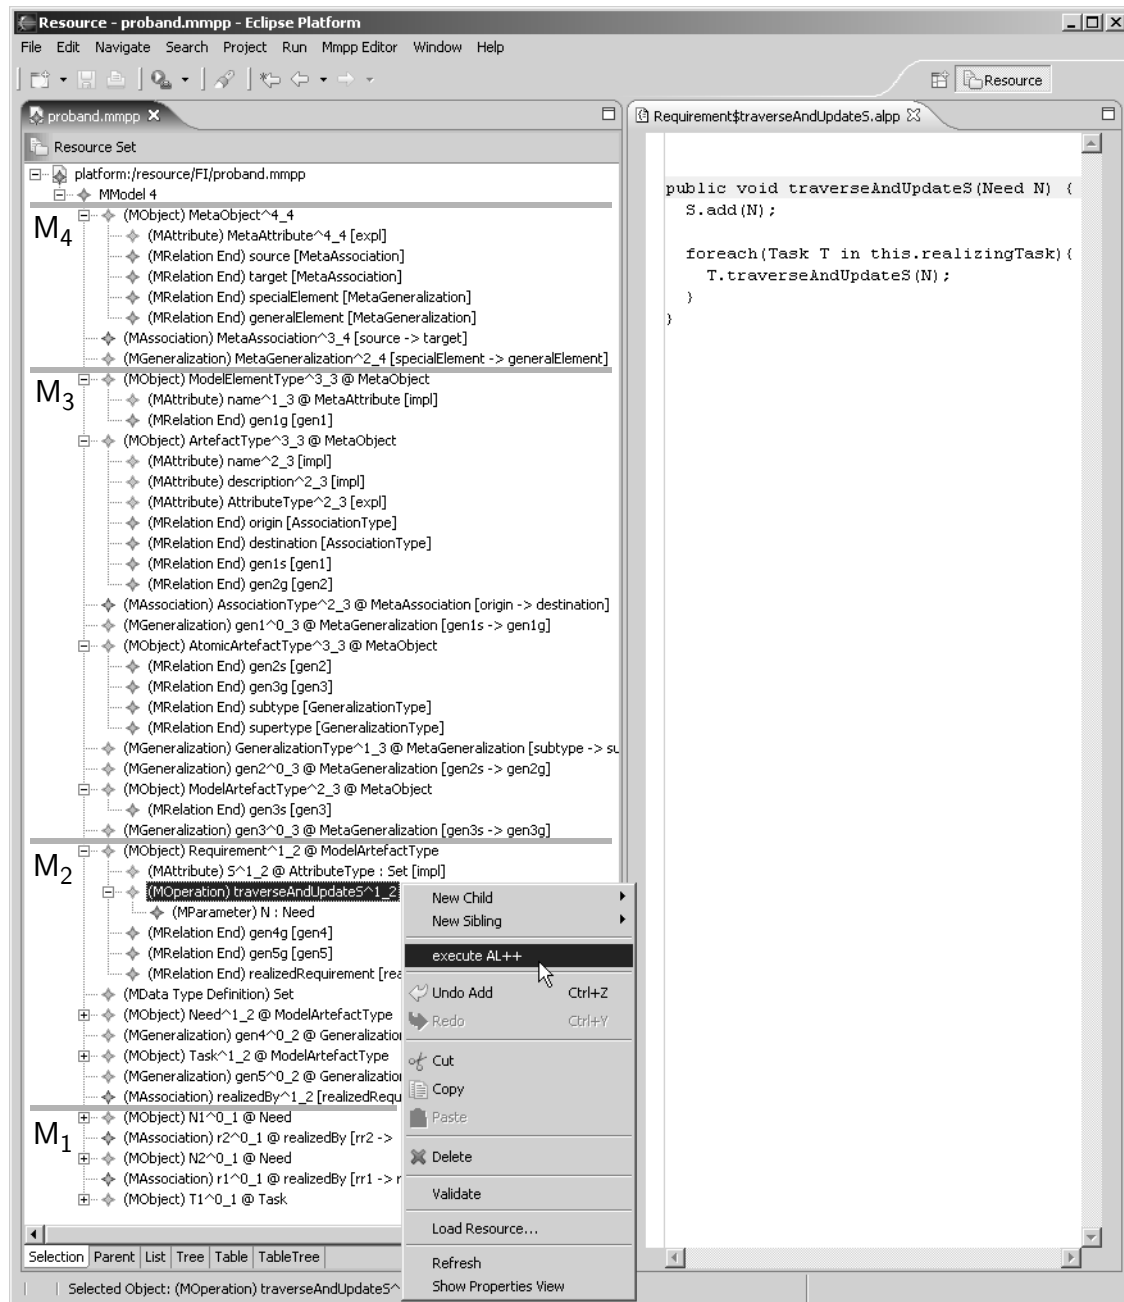 Resource - proband.mmpp - Eclipse Platform
File Edit Navigate Search Project Run Mmpp Editor Window Help
Resource
proband.mmpp
Resource Set
platform:/resource/FI/proband.mmpp
MModel 4
M4
(MObject) MetaObject^4_4
(MAttribute) MetaAttribute^4_4 [expl]
(MRelation End) source [MetaAssociation]
(MRelation End) target [MetaAssociation]
(MRelation End) specialElement [MetaGeneralization]
(MRelation End) generalElement [MetaGeneralization]
(MAssociation) MetaAssociation^3_4 [source -> target]
(MGeneralization) MetaGeneralization^2_4 [specialElement -> generalElement]
M3
(MObject) ModelElementType^3_3 @ MetaObject
(MAttribute) name^1_3 @ MetaAttribute [impl]
(MRelation End) gen1g [gen1]
(MObject) ArtefactType^3_3 @ MetaObject
(MAttribute) name^2_3 [impl]
(MAttribute) description^2_3 [impl]
(MAttribute) AttributeType^2_3 [expl]
(MRelation End) origin [AssociationType]
(MRelation End) destination [AssociationType]
(MRelation End) gen1s [gen1]
(MRelation End) gen2g [gen2]
(MAssociation) AssociationType^2_3 @ MetaAssociation [origin -> destination]
(MGeneralization) gen1^0_3 @ MetaGeneralization [gen1s -> gen1g]
(MObject) AtomicArtefactType^3_3 @ MetaObject
(MRelation End) gen2s [gen2]
(MRelation End) gen3g [gen3]
(MRelation End) subtype [GeneralizationType]
(MRelation End) supertype [GeneralizationType]
(MGeneralization) GeneralizationType^1_3 @ MetaGeneralization [subtype -> su
(MGeneralization) gen2^0_3 @ MetaGeneralization [gen2s -> gen2g]
(MObject) ModelArtefactType^2_3 @ MetaObject
(MRelation End) gen3s [gen3]
(MGeneralization) gen3^0_3 @ MetaGeneralization [gen3s -> gen3g]
M2
(MObject) Requirement^1_2 @ ModelArtefactType
(MAttribute) S^1_2 @ AttributeType : Set [impl]
(MOperation) traverseAndUpdateS^1_2
(MParameter) N : Need
(MRelation End) gen4g [gen4]
(MRelation End) gen5g [gen5]
(MRelation End) realizedRequirement [rea
(MData Type Definition) Set
(MObject) Need^1_2 @ ModelArtefactType
(MGeneralization) gen4^0_2 @ Generalization
(MObject) Task^1_2 @ ModelArtefactType
(MGeneralization) gen5^0_2 @ Generalization
(MAssociation) realizedBy^1_2 [realizedRequ
M1
(MObject) N1^0_1 @ Need
(MAssociation) r2^0_1 @ realizedBy [rr2 ->
(MObject) N2^0_1 @ Need
(MAssociation) r1^0_1 @ realizedBy [rr1 -> r
(MObject) T1^0_1 @ Task
Selection Parent List Tree Table TableTree
Selected Object: (MOperation) traverseAndUpdateS^
New Child
New Sibling
execute AL++
Undo Add Ctrl+Z
Redo Ctrl+Y
Cut
Copy
Paste
Delete
Validate
Load Resource...
Refresh
Show Properties View
Requirement$traverseAndUpdateS.alpp
public void traverseAndUpdateS(Need N) {
S.add(N);
foreach(Task T in this.realizingTask){
T.traverseAndUpdateS(N);
}
}